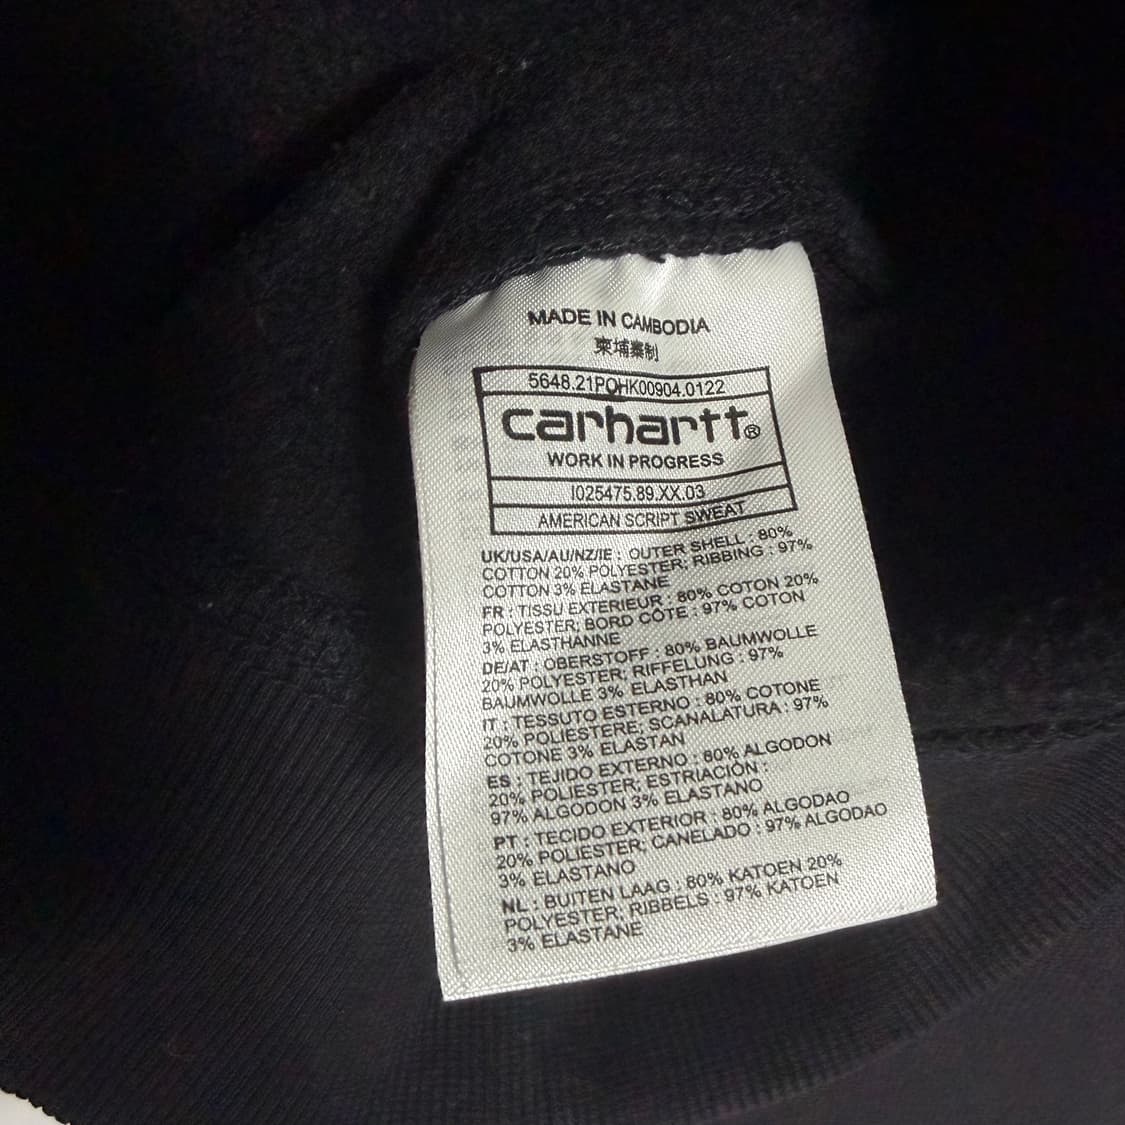 MADE IN CAMBODIA
柬埔寨制
5648.21PQHK00904.0122
carhartt®
WORK IN PROGRESS
I025475.89.XX.03
AMERICAN SCRIPT SWEAT
UK/USA/AU/NZ/IE : OUTER SHELL : 80%
COTTON 20% POLYESTER; RIBBING : 97%
COTTON 3% ELASTANE
FR : TISSU EXTERIEUR : 80% COTON 20%
POLYESTER; BORD CÔTE : 97% COTON
3% ELASTHANNE
DE/AT : OBERSTOFF : 80% BAUMWOLLE
20% POLYESTER; RIFFELUNG : 97%
BAUMWOLLE 3% ELASTHAN
IT : TESSUTO ESTERNO : 80% COTONE
20% POLIESTERE; SCANALATURA : 97%
COTONE 3% ELASTAN
ES : TEJIDO EXTERNO : 80% ALGODON
20% POLIESTER; ESTRIACIÓN :
97% ALGODON 3% ELASTANO
PT : TECIDO EXTERIOR : 80% ALGODAO
20% POLIESTER; CANELADO : 97% ALGODAO
3% ELASTANO
NL : BUITEN LAAG : 80% KATOEN 20%
POLYESTER; RIBBELS : 97% KATOEN
3% ELASTANE